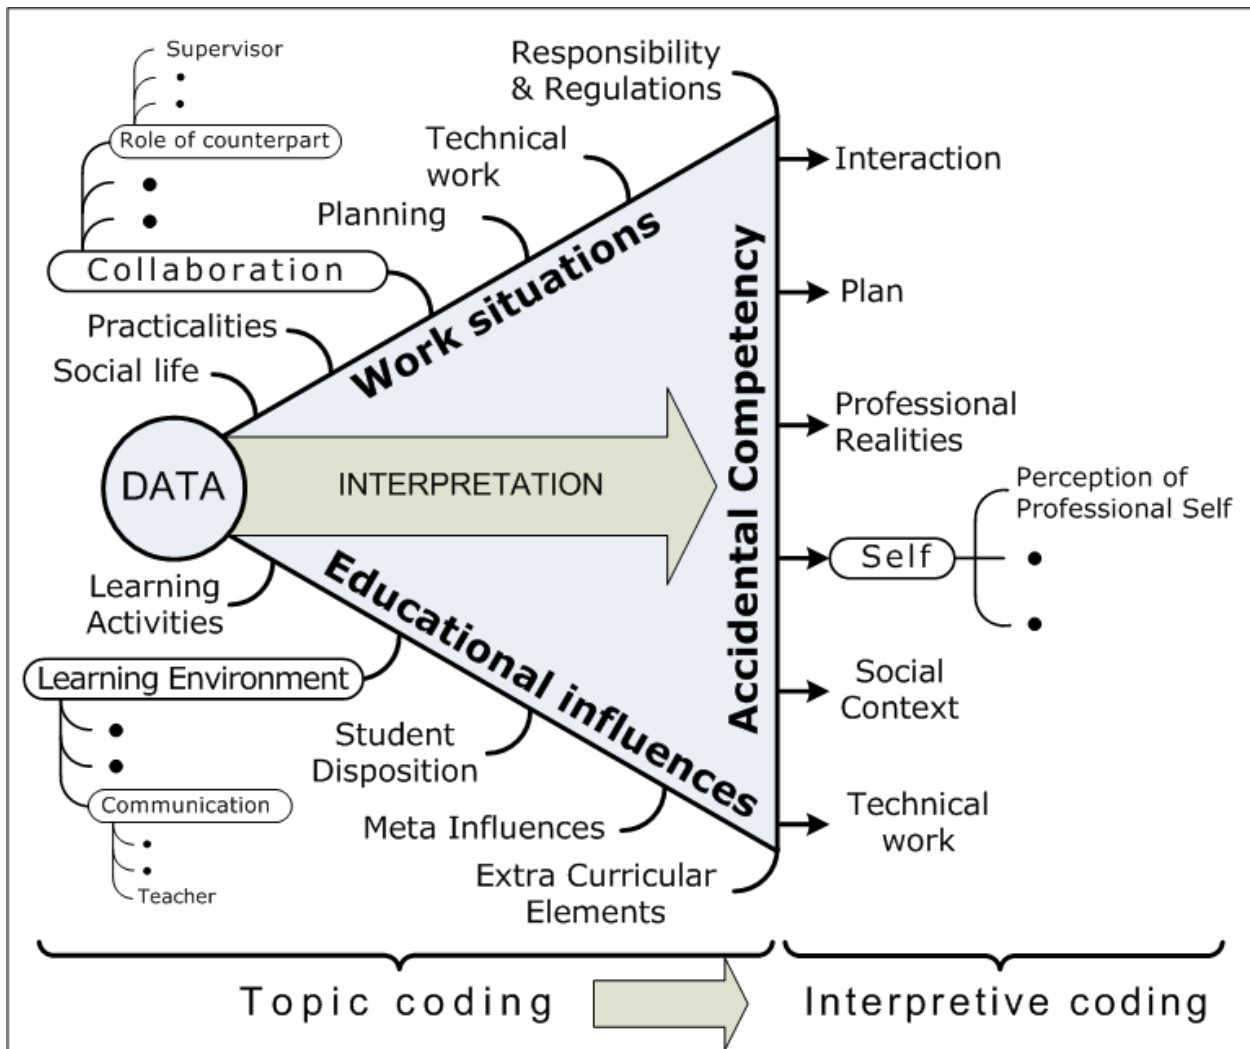 Supervisor
Role of counterpart
Collaboration
Practicalities
Social life
Planning
Technical
work
Responsibility
& Regulations
Work situations
DATA
INTERPRETATION
Accidental Competency
Educational influences
Learning
Activities
Learning Environment
Communication
Teacher
Student
Disposition
Meta Influences
Extra Curricular
Elements
Interaction
Plan
Professional
Realities
Self
Perception of
Professional Self
Social
Context
Technical
work
Topic coding
Interpretive coding